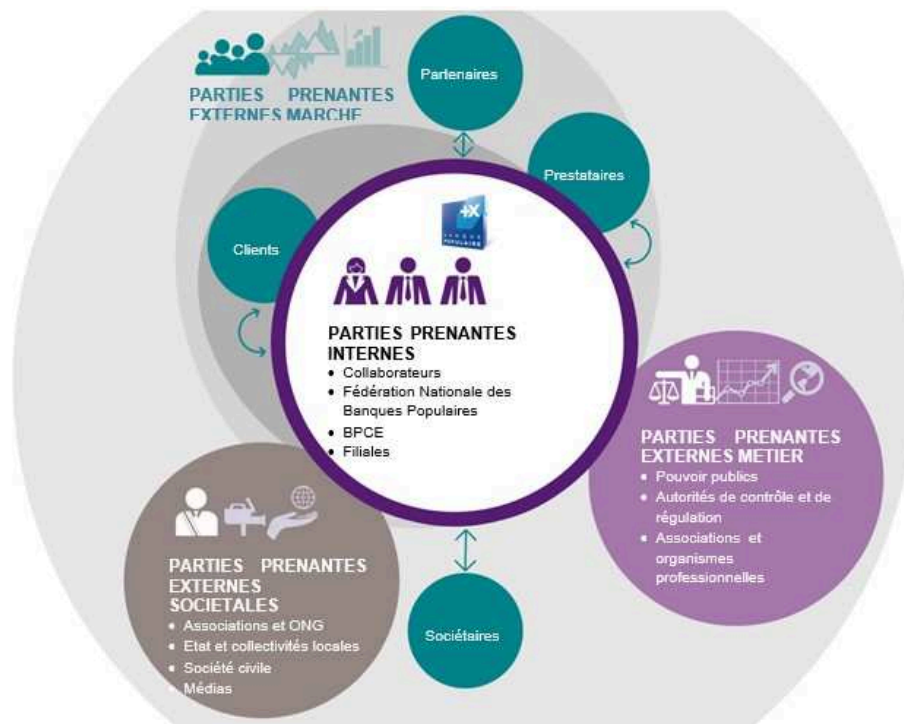 PARTIES PRENANTES
EXTERNES MARCHE
Partenaires
Prestataires
Clients
+X
BANQUE
POPULAIRE
PARTIES PRENANTES
INTERNES
• Collaborateurs
• Fédération Nationale des
Banques Populaires
• BPCE
• Filiales
PARTIES PRENANTES
EXTERNES METIER
• Pouvoir publics
• Autorités de contrôle et de
régulation
• Associations et
organismes
professionnelles
PARTIES PRENANTES
EXTERNES
SOCIETALES
• Associations et ONG
• Etat et collectivités locales
• Société civile
• Médias
Sociétaires